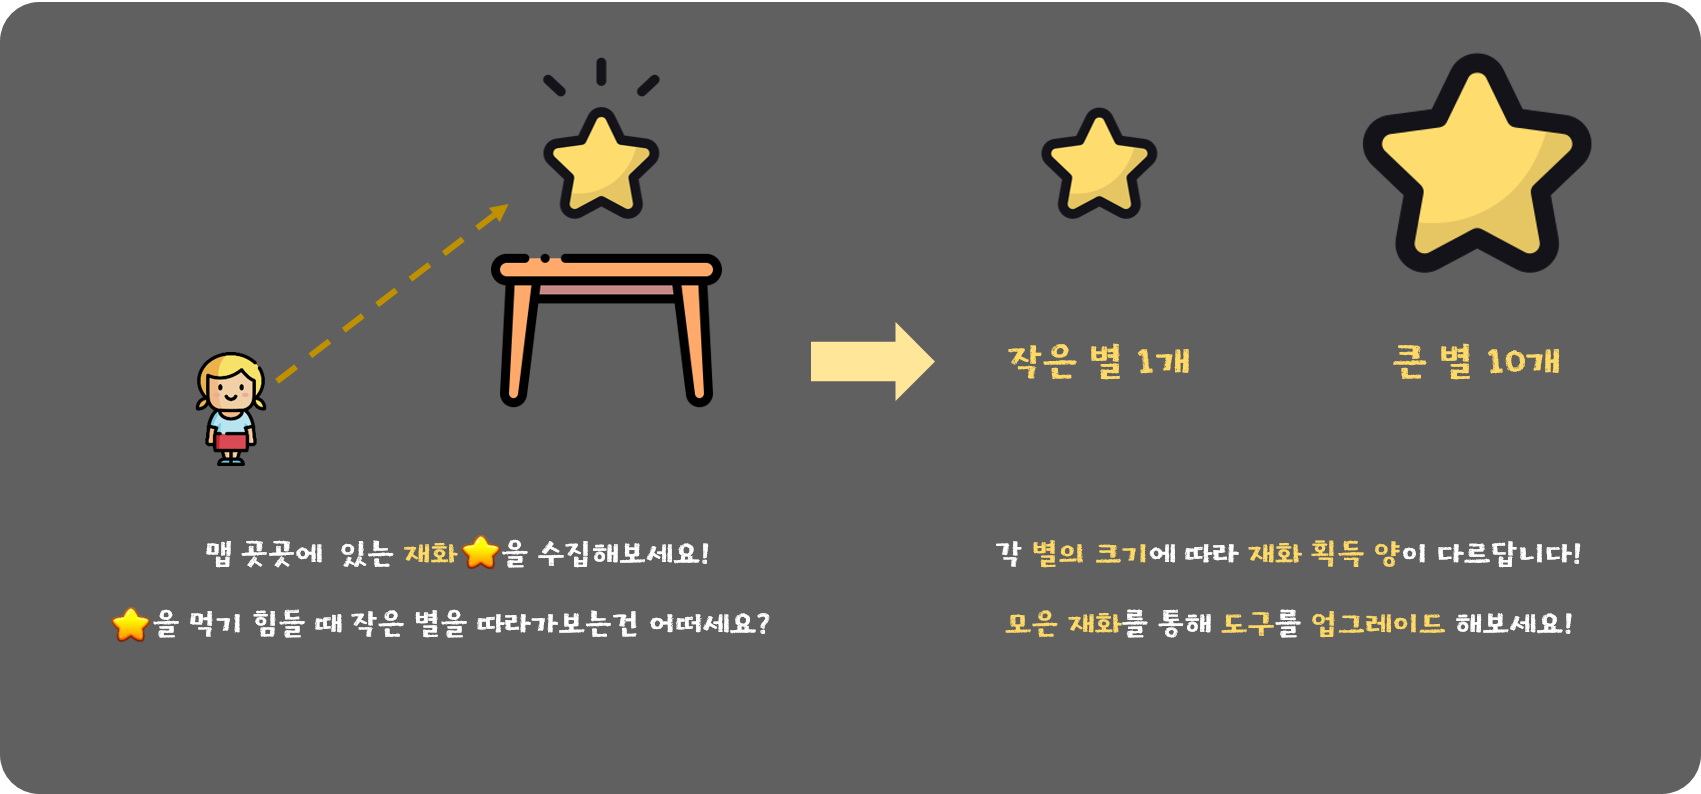 작은 별 1개
큰 별 10개
맵 곳곳에 있는 재화⭐을 수집해보세요!
⭐을 먹기 힘들 때 작은 별을 따라가보는건 어떠세요?
각 별의 크기에 따라 재화 획득 양이 다르답니다!
모은 재화를 통해 도구를 업그레이드 해보세요!